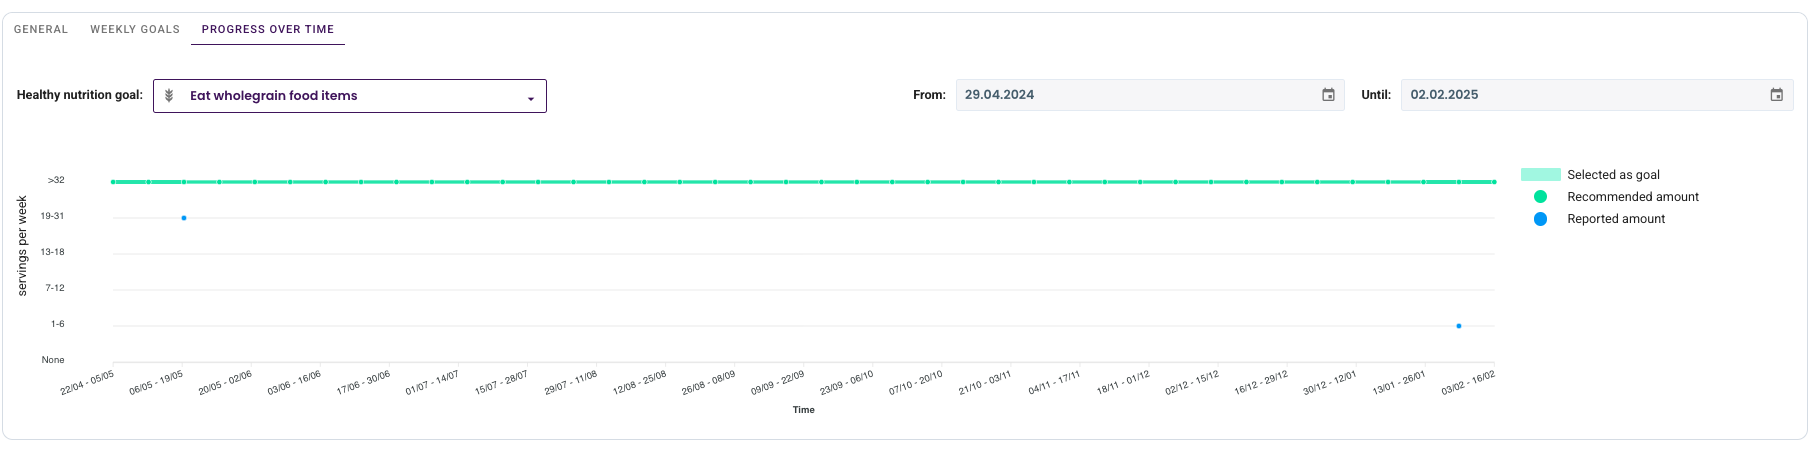 GENERAL WEEKLY GOALS PROGRESS OVER TIME
Healthy nutrition goal: Eat wholegrain food items From: 29.04.2024 Until: 02.02.2025
servings per week
>32
19-31
13-18
7-12
1-6
None
22/04 - 05/05 06/05 - 19/05 20/05 - 02/06 03/06 - 16/06 17/06 - 30/06 01/07 - 14/07 15/07 - 28/07 29/07 - 11/08 12/08 - 25/08 26/08 - 08/09 09/09 - 22/09 23/09 - 06/10 07/10 - 20/10 21/10 - 03/11 04/11 - 17/11 18/11 - 01/12 02/12 - 15/12 16/12 - 29/12 30/12 - 12/01 13/01 - 26/01 03/02 - 16/02
Time
Selected as goal
Recommended amount
Reported amount